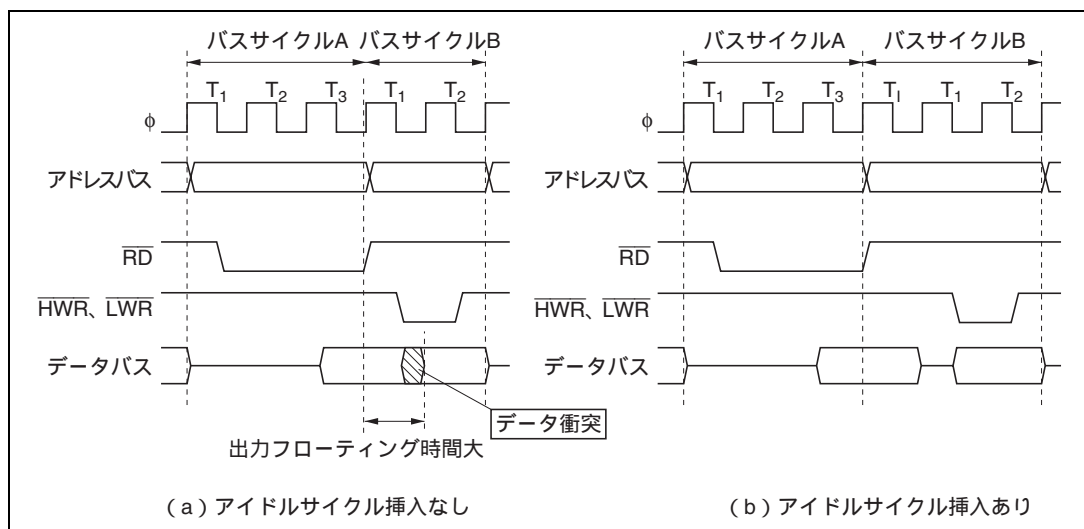 バスサイクルA バスサイクルB
T1 T2 T3 T1 T2
φ
アドレスバス
RD
HWR、LWR
データバス
データ衝突
出力フローティング時間大
(a)アイドルサイクル挿入なし
バスサイクルA バスサイクルB
T1 T2 T3 TI T1 T2
φ
アドレスバス
RD
HWR、LWR
データバス
(b)アイドルサイクル挿入あり